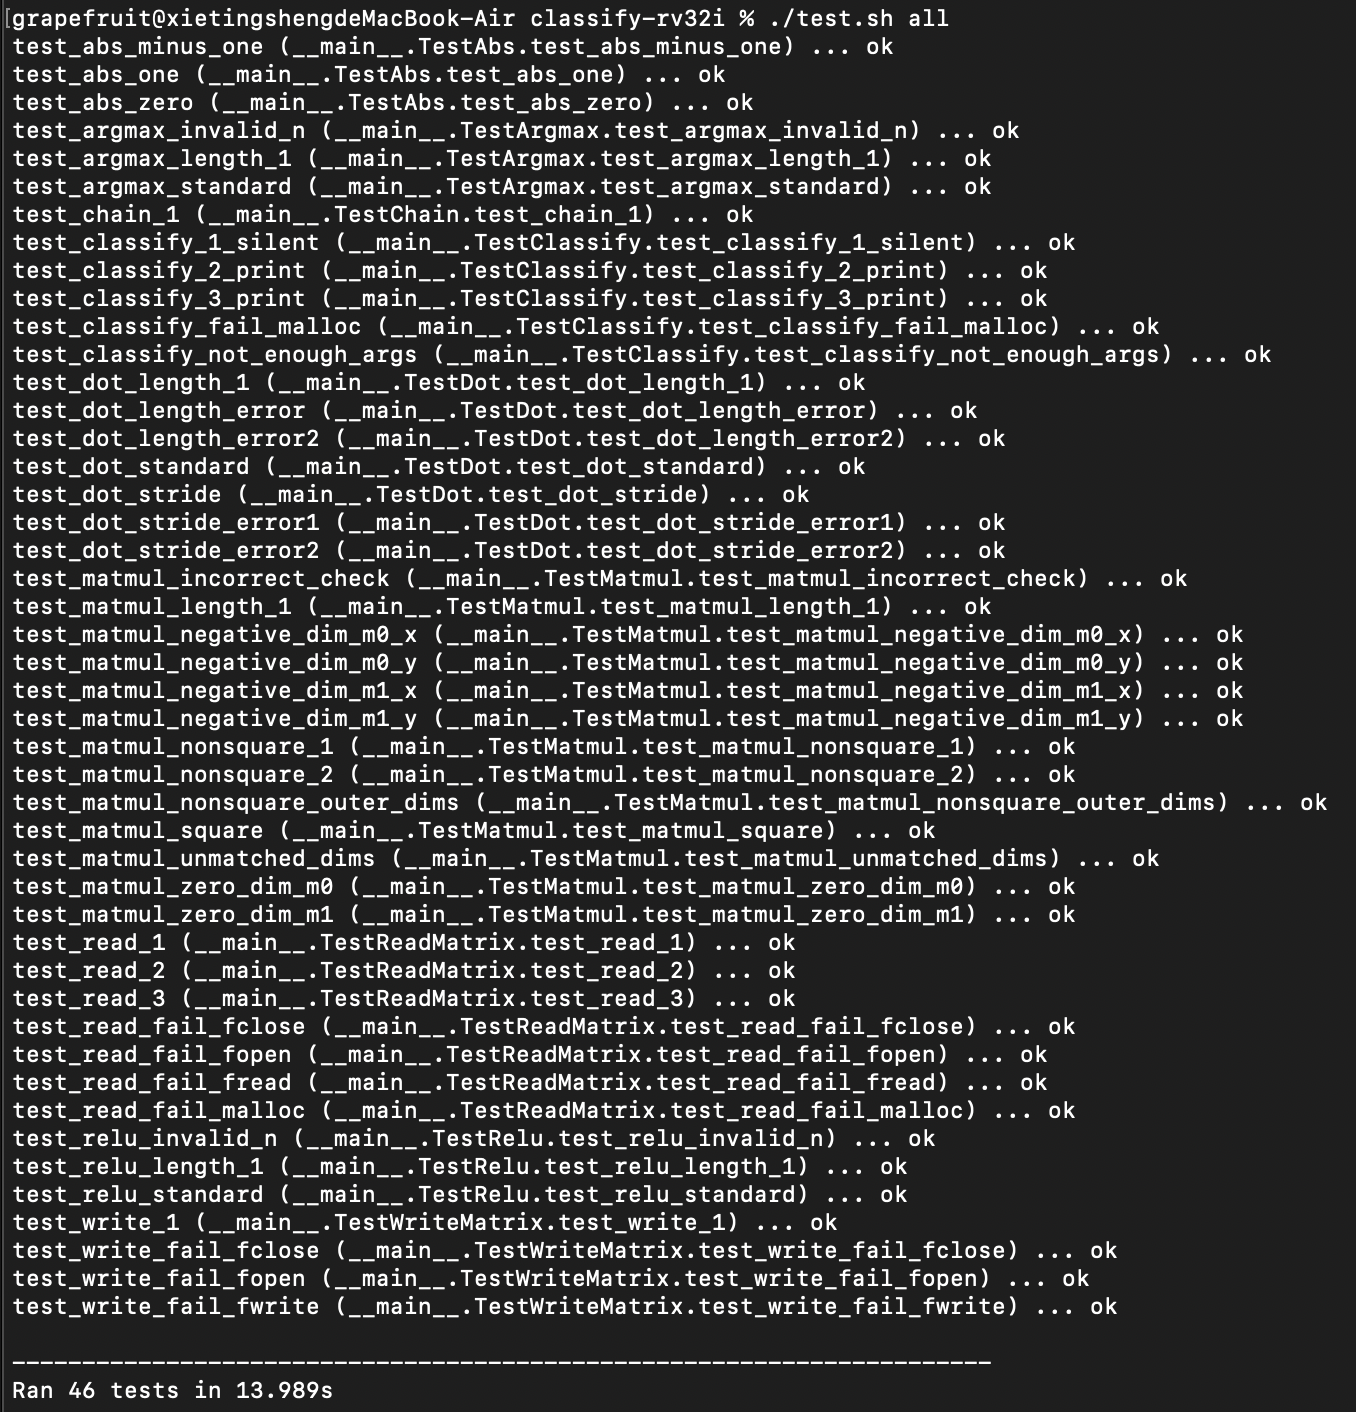 [grapefruit@xietingshengdeMacBook-Air classify-rv32i % ./test.sh all
test_abs_minus_one (__main__.TestAbs.test_abs_minus_one) ... ok
test_abs_one (__main__.TestAbs.test_abs_one) ... ok
test_abs_zero (__main__.TestAbs.test_abs_zero) ... ok
test_argmax_invalid_n (__main__.TestArgmax.test_argmax_invalid_n) ... ok
test_argmax_length_1 (__main__.TestArgmax.test_argmax_length_1) ... ok
test_argmax_standard (__main__.TestArgmax.test_argmax_standard) ... ok
test_chain_1 (__main__.TestChain.test_chain_1) ... ok
test_classify_1_silent (__main__.TestClassify.test_classify_1_silent) ... ok
test_classify_2_print (__main__.TestClassify.test_classify_2_print) ... ok
test_classify_3_print (__main__.TestClassify.test_classify_3_print) ... ok
test_classify_fail_malloc (__main__.TestClassify.test_classify_fail_malloc) ... ok
test_classify_not_enough_args (__main__.TestClassify.test_classify_not_enough_args) ... ok
test_dot_length_1 (__main__.TestDot.test_dot_length_1) ... ok
test_dot_length_error (__main__.TestDot.test_dot_length_error) ... ok
test_dot_length_error2 (__main__.TestDot.test_dot_length_error2) ... ok
test_dot_standard (__main__.TestDot.test_dot_standard) ... ok
test_dot_stride (__main__.TestDot.test_dot_stride) ... ok
test_dot_stride_error1 (__main__.TestDot.test_dot_stride_error1) ... ok
test_dot_stride_error2 (__main__.TestDot.test_dot_stride_error2) ... ok
test_matmul_incorrect_check (__main__.TestMatmul.test_matmul_incorrect_check) ... ok
test_matmul_length_1 (__main__.TestMatmul.test_matmul_length_1) ... ok
test_matmul_negative_dim_m0_x (__main__.TestMatmul.test_matmul_negative_dim_m0_x) ... ok
test_matmul_negative_dim_m0_y (__main__.TestMatmul.test_matmul_negative_dim_m0_y) ... ok
test_matmul_negative_dim_m1_x (__main__.TestMatmul.test_matmul_negative_dim_m1_x) ... ok
test_matmul_negative_dim_m1_y (__main__.TestMatmul.test_matmul_negative_dim_m1_y) ... ok
test_matmul_nonsquare_1 (__main__.TestMatmul.test_matmul_nonsquare_1) ... ok
test_matmul_nonsquare_2 (__main__.TestMatmul.test_matmul_nonsquare_2) ... ok
test_matmul_nonsquare_outer_dims (__main__.TestMatmul.test_matmul_nonsquare_outer_dims) ... ok
test_matmul_square (__main__.TestMatmul.test_matmul_square) ... ok
test_matmul_unmatched_dims (__main__.TestMatmul.test_matmul_unmatched_dims) ... ok
test_matmul_zero_dim_m0 (__main__.TestMatmul.test_matmul_zero_dim_m0) ... ok
test_matmul_zero_dim_m1 (__main__.TestMatmul.test_matmul_zero_dim_m1) ... ok
test_read_1 (__main__.TestReadMatrix.test_read_1) ... ok
test_read_2 (__main__.TestReadMatrix.test_read_2) ... ok
test_read_3 (__main__.TestReadMatrix.test_read_3) ... ok
test_read_fail_fclose (__main__.TestReadMatrix.test_read_fail_fclose) ... ok
test_read_fail_fopen (__main__.TestReadMatrix.test_read_fail_fopen) ... ok
test_read_fail_fread (__main__.TestReadMatrix.test_read_fail_fread) ... ok
test_read_fail_malloc (__main__.TestReadMatrix.test_read_fail_malloc) ... ok
test_relu_invalid_n (__main__.TestRelu.test_relu_invalid_n) ... ok
test_relu_length_1 (__main__.TestRelu.test_relu_length_1) ... ok
test_relu_standard (__main__.TestRelu.test_relu_standard) ... ok
test_write_1 (__main__.TestWriteMatrix.test_write_1) ... ok
test_write_fail_fclose (__main__.TestWriteMatrix.test_write_fail_fclose) ... ok
test_write_fail_fopen (__main__.TestWriteMatrix.test_write_fail_fopen) ... ok
test_write_fail_fwrite (__main__.TestWriteMatrix.test_write_fail_fwrite) ... ok
----------------------------------------------------------------------
Ran 46 tests in 13.989s